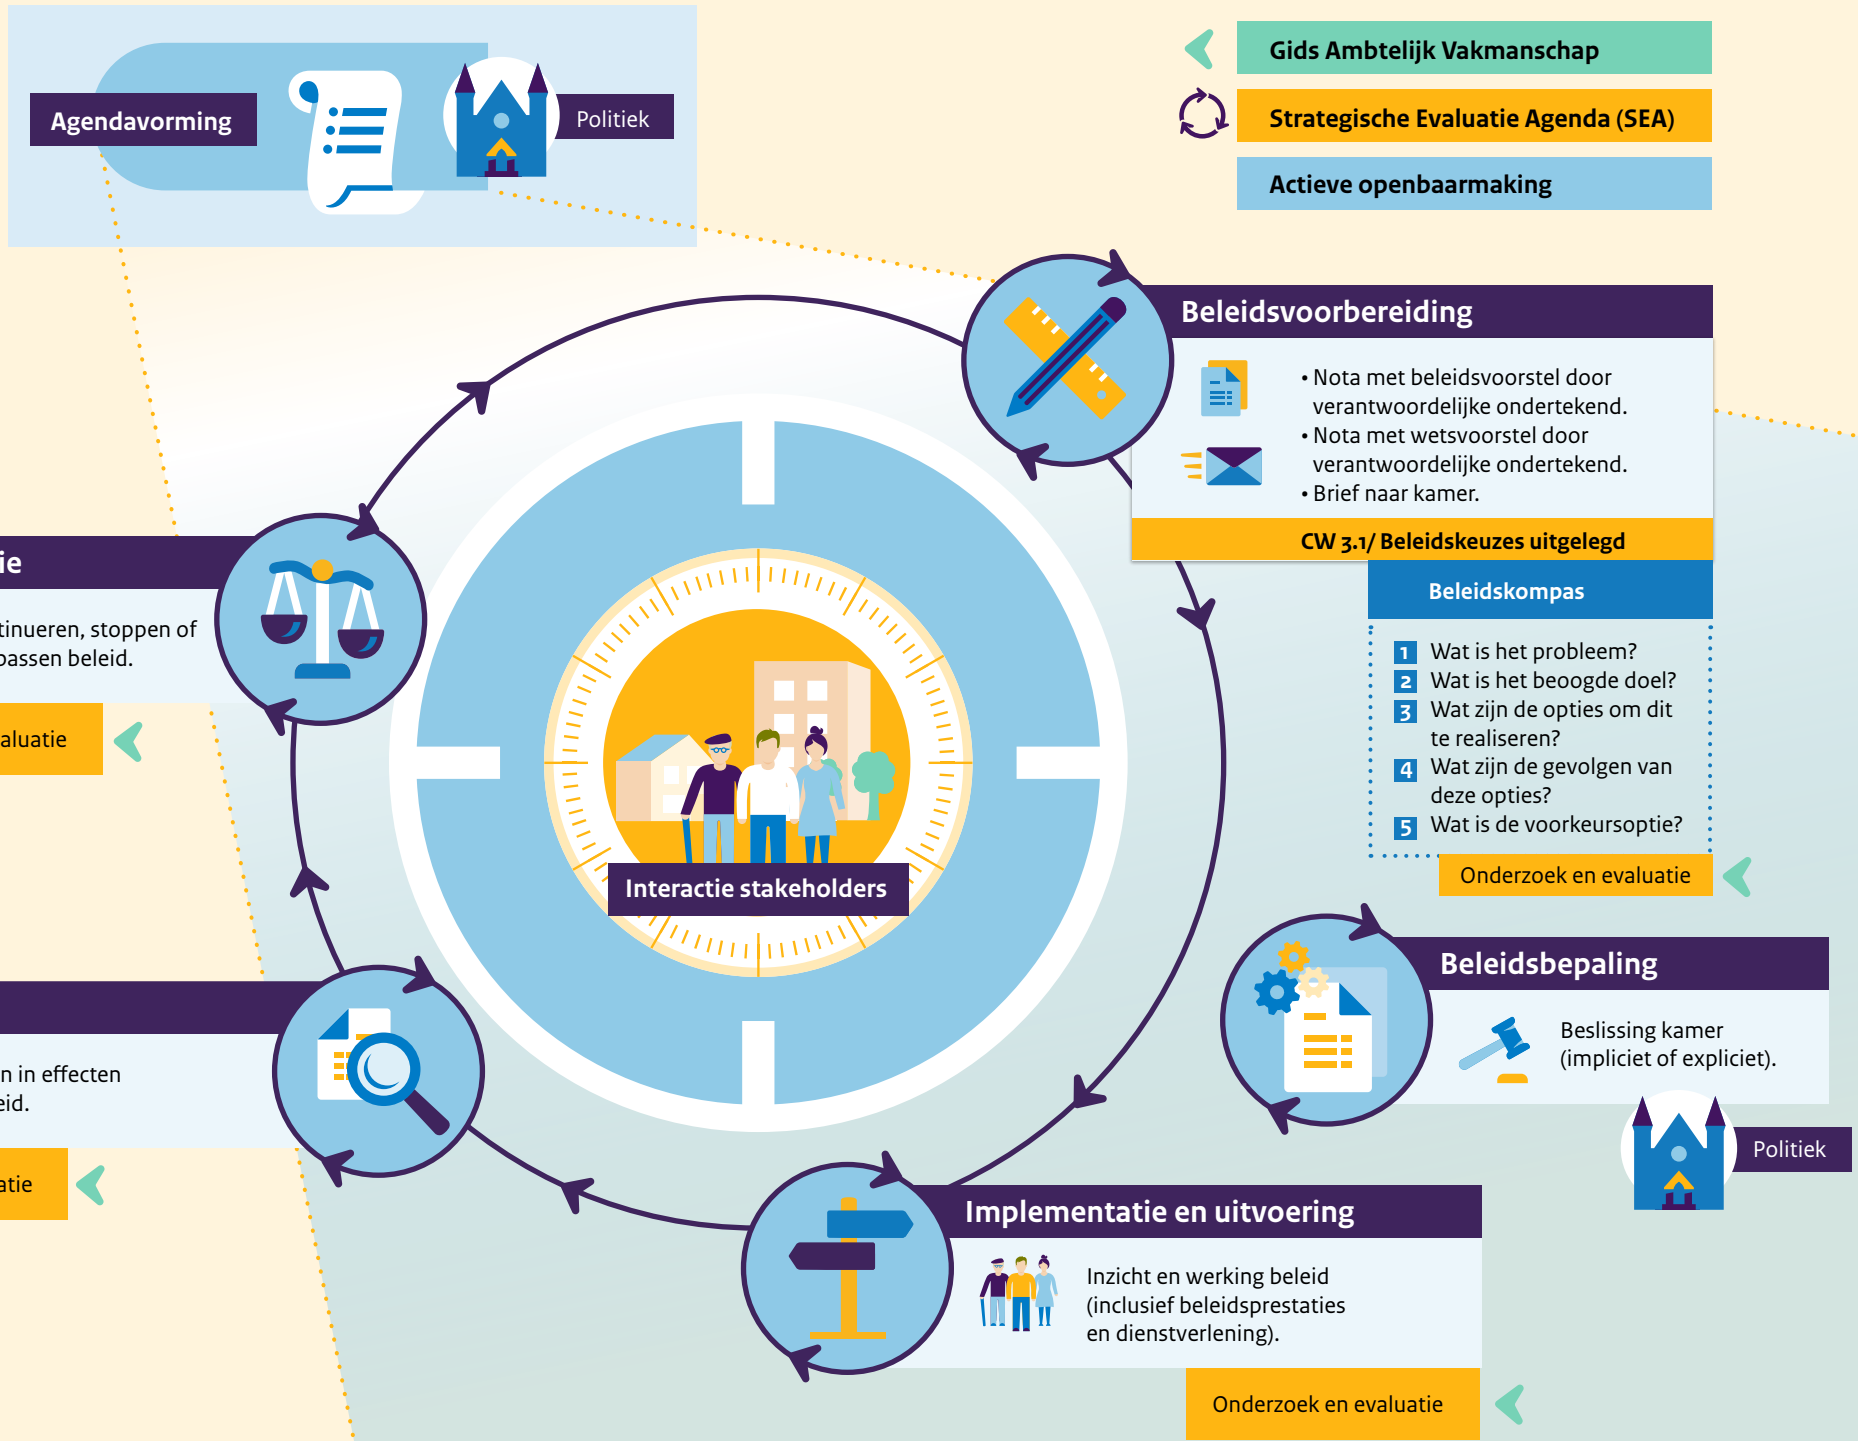 Agendavorming
Politiek
Gids Ambtelijk Vakmanschap
Strategische Evaluatie Agenda (SEA)
Actieve openbaarmaking
Beleidsvoorbereiding
• Nota met beleidsvoorstel door
verantwoordelijke ondertekend.
• Nota met wetsvoorstel door
verantwoordelijke ondertekend.
• Brief naar kamer.
CW 3.1/ Beleidskeuzes uitgelegd
Beleidskompas
1 Wat is het probleem?
2 Wat is het beoogde doel?
3 Wat zijn de opties om dit
te realiseren?
4 Wat zijn de gevolgen van
deze opties?
5 Wat is de voorkeursoptie?
Onderzoek en evaluatie
Beleidsbepaling
Beslissing kamer
(impliciet of expliciet).
Politiek
Implementatie en uitvoering
Inzicht en werking beleid
(inclusief beleidsprestaties
en dienstverlening).
Onderzoek en evaluatie
n in effecten
eid.
atie
ie
tinueren, stoppen of
passen beleid.
aluatie
Interactie stakeholders